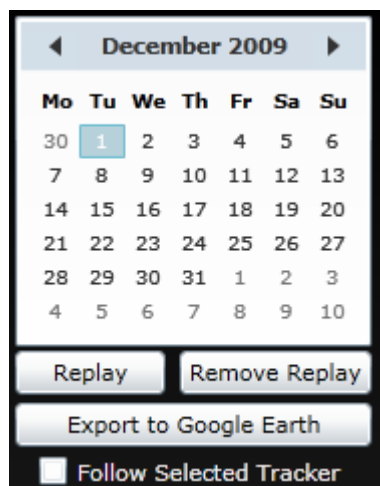 December 2009
Mo Tu We Th Fr Sa Su
30 1 2 3 4 5 6
7 8 9 10 11 12 13
14 15 16 17 18 19 20
21 22 23 24 25 26 27
28 29 30 31 1 2 3
4 5 6 7 8 9 10
Replay Remove Replay
Export to Google Earth
Follow Selected Tracker